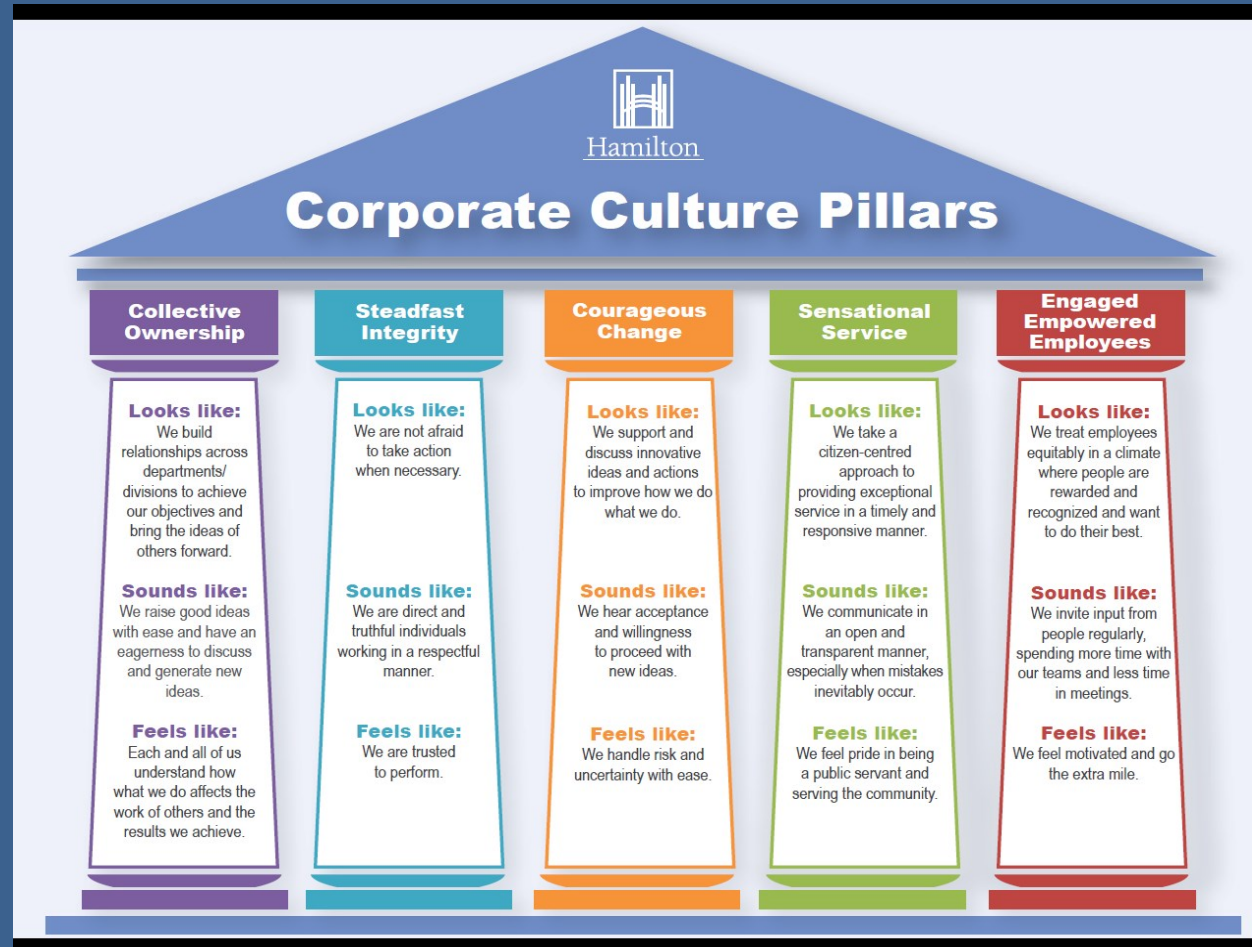 Hamilton
Corporate Culture Pillars
Collective
Ownership
Looks like:
We build
relationships across
departments/
divisions to achieve
our objectives and
bring the ideas of
others forward.
Sounds like:
We raise good ideas
with ease and have an
eagerness to discuss
and generate new
ideas.
Feels like:
Each and all of us
understand how
what we do affects the
work of others and the
results we achieve.
Steadfast
Integrity
Looks like:
We are not afraid
to take action
when necessary.
Sounds like:
We are direct and
truthful individuals
working in a respectful
manner.
Feels like:
We are trusted
to perform.
Courageous
Change
Looks like:
We support and
discuss innovative
ideas and actions
to improve how we do
what we do.
Sounds like:
We hear acceptance
and willingness
to proceed with
new ideas.
Feels like:
We handle risk and
uncertainty with ease.
Sensational
Service
Looks like:
We take a
citizen-centred
approach to
providing exceptional
service in a timely and
responsive manner.
Sounds like:
We communicate in
an open and
transparent manner,
especially when mistakes
inevitably occur.
Feels like:
We feel pride in being
a public servant and
serving the community.
Engaged
Empowered
Employees
Looks like:
We treat employees
equitably in a climate
where people are
rewarded and
recognized and want
to do their best.
Sounds like:
We invite input from
people regularly,
spending more time with
our teams and less time
in meetings.
Feels like:
We feel motivated and go
the extra mile.